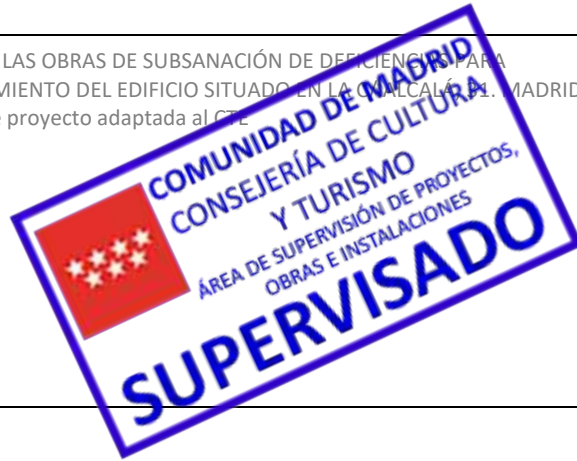 LAS OBRAS DE SUBSANACIÓN DE DEFICIENCIAS PARA
MIENTO DEL EDIFICIO SITUADO EN LA C/ALCALÁ, 31. MADRID
proyecto adaptada al CTE
COMUNIDAD DE MADRID
CONSEJERÍA DE CULTURA
Y TURISMO
ÁREA DE SUPERVISIÓN DE PROYECTOS,
OBRAS E INSTALACIONES
SUPERVISADO